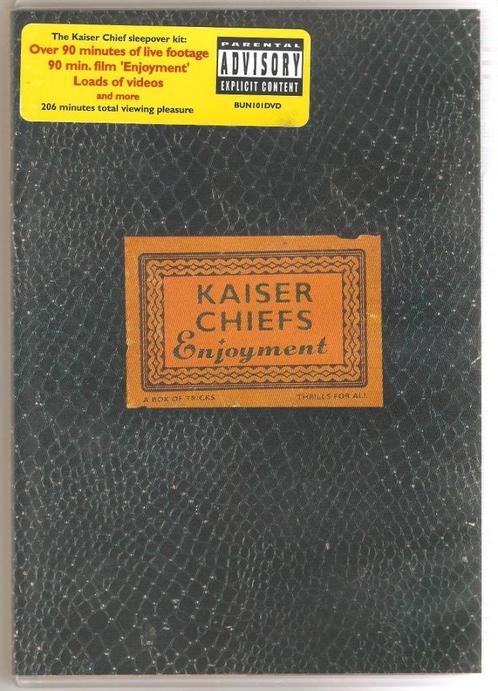 The Kaiser Chief sleepover kit:
Over 90 minutes of live footage
90 min. film 'Enjoyment'
Loads of videos
and more
206 minutes total viewing pleasure
PARENTAL
ADVISORY
EXPLICIT CONTENT
BUN101DVD
KAISER
CHIEFS
Enjoyment
A BOX OF TRICKS THRILLS FOR ALL